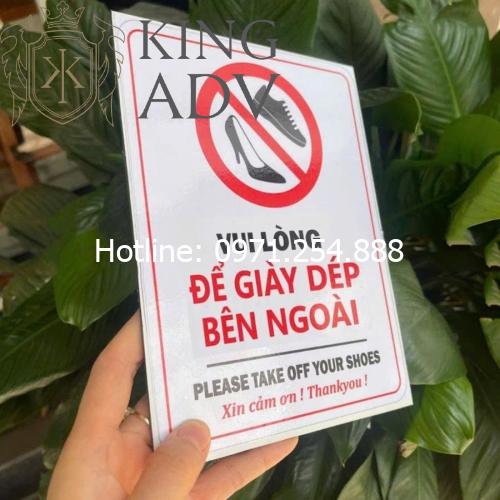 KING
ADV
VUI LÒNG
Hotline: 0971.254.888
ĐỂ GIÀY DÉP
BÊN NGOÀI
PLEASE TAKE OFF YOUR SHOES
Xin cảm ơn ! Thankyou !